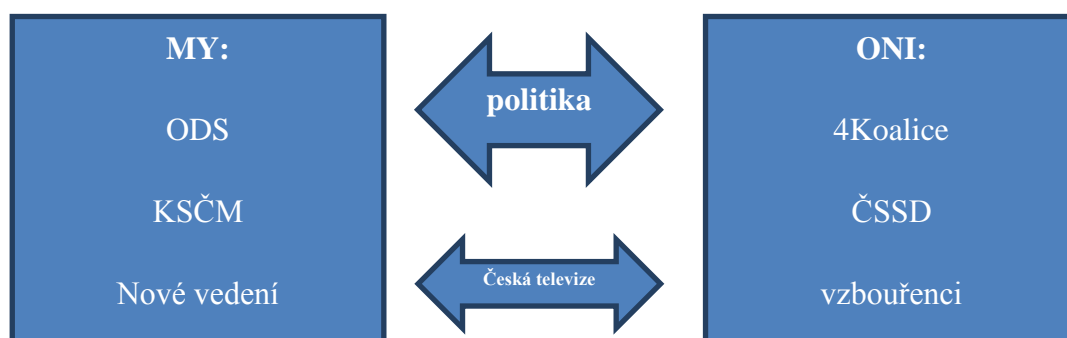 MY:
ODS
KSČM
Nové vedení
politika
Česká televize
ONI:
4Koalice
ČSSD
vzbouřenci